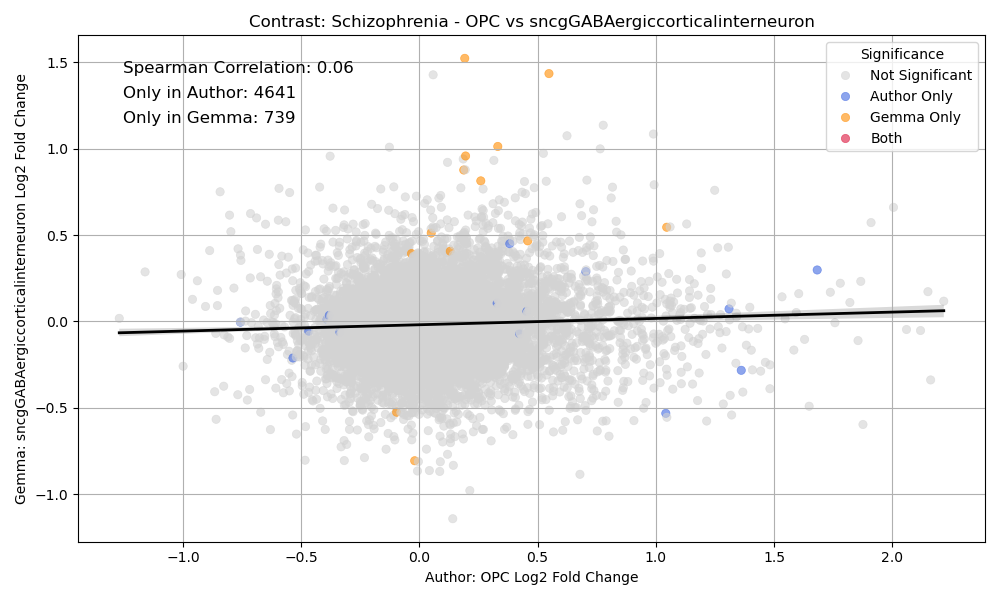 Contrast: Schizophrenia - OPC vs sncgGABAergiccorticalinterneuron
Spearman Correlation: 0.06
Only in Author: 4641
Only in Gemma: 739
Significance
Not Significant
Author Only
Gemma Only
Both
Gemma: sncgGABAergiccorticalinterneuron Log2 Fold Change
1.5
1.0
0.5
0.0
−0.5
−1.0
−1.0 −0.5 0.0 0.5 1.0 1.5 2.0
Author: OPC Log2 Fold Change